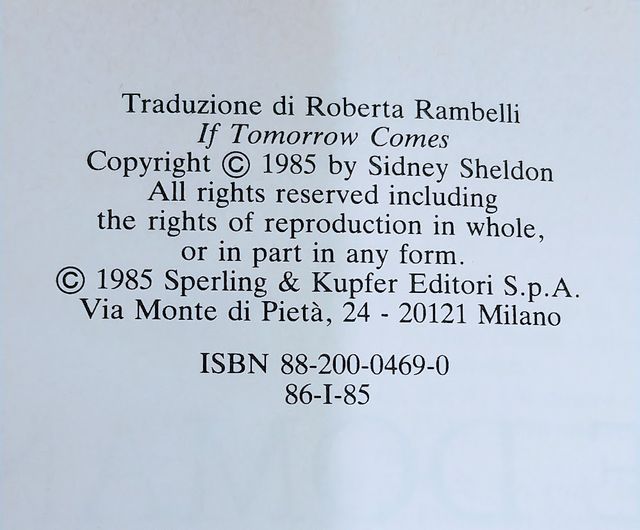 Traduzione di Roberta Rambelli
If Tomorrow Comes
Copyright © 1985 by Sidney Sheldon
All rights reserved including
the rights of reproduction in whole,
or in part in any form.
© 1985 Sperling & Kupfer Editori S.p.A.
Via Monte di Pietà, 24 - 20121 Milano
ISBN 88-200-0469-0
86-I-85